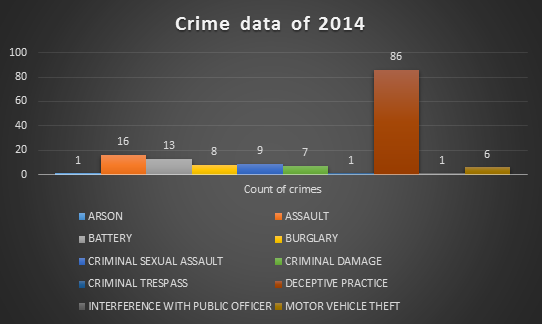 Crime data of 2014
100
80
60
40
20
0
1 16 13 8 9 7 1 86 1 6
Count of crimes
ARSON ASSAULT
BATTERY BURGLARY
CRIMINAL SEXUAL ASSAULT CRIMINAL DAMAGE
CRIMINAL TRESPASS DECEPTIVE PRACTICE
INTERFERENCE WITH PUBLIC OFFICER MOTOR VEHICLE THEFT